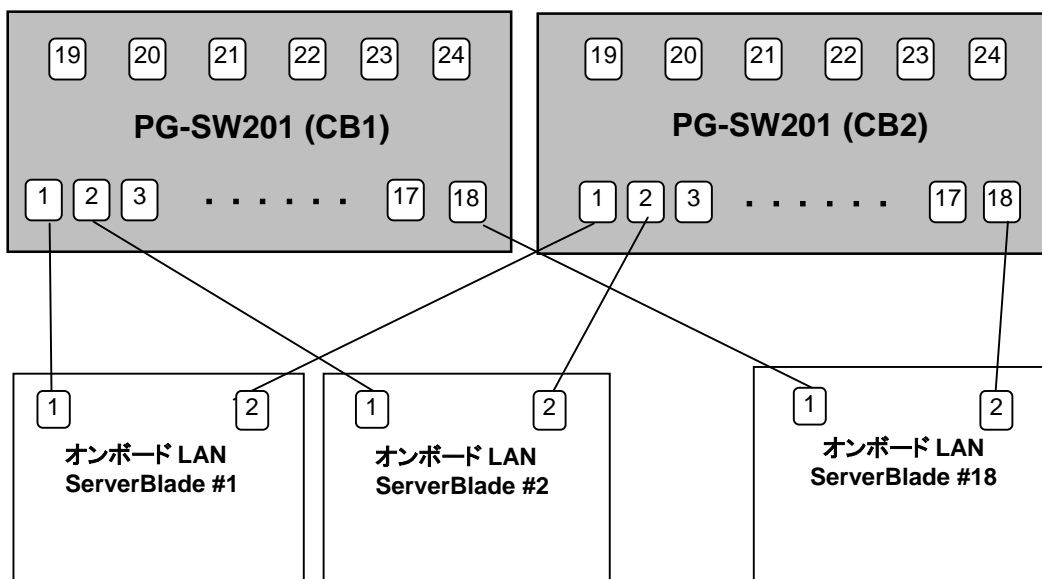 19 20 21 22 23 24
PG-SW201 (CB1)
1 2 3 ・・・・・・ 17 18
19 20 21 22 23 24
PG-SW201 (CB2)
1 2 3 ・・・・・・ 17 18
1 2
オンボード LAN
ServerBlade #1
1 2
オンボード LAN
ServerBlade #2
1 2
オンボード LAN
ServerBlade #18